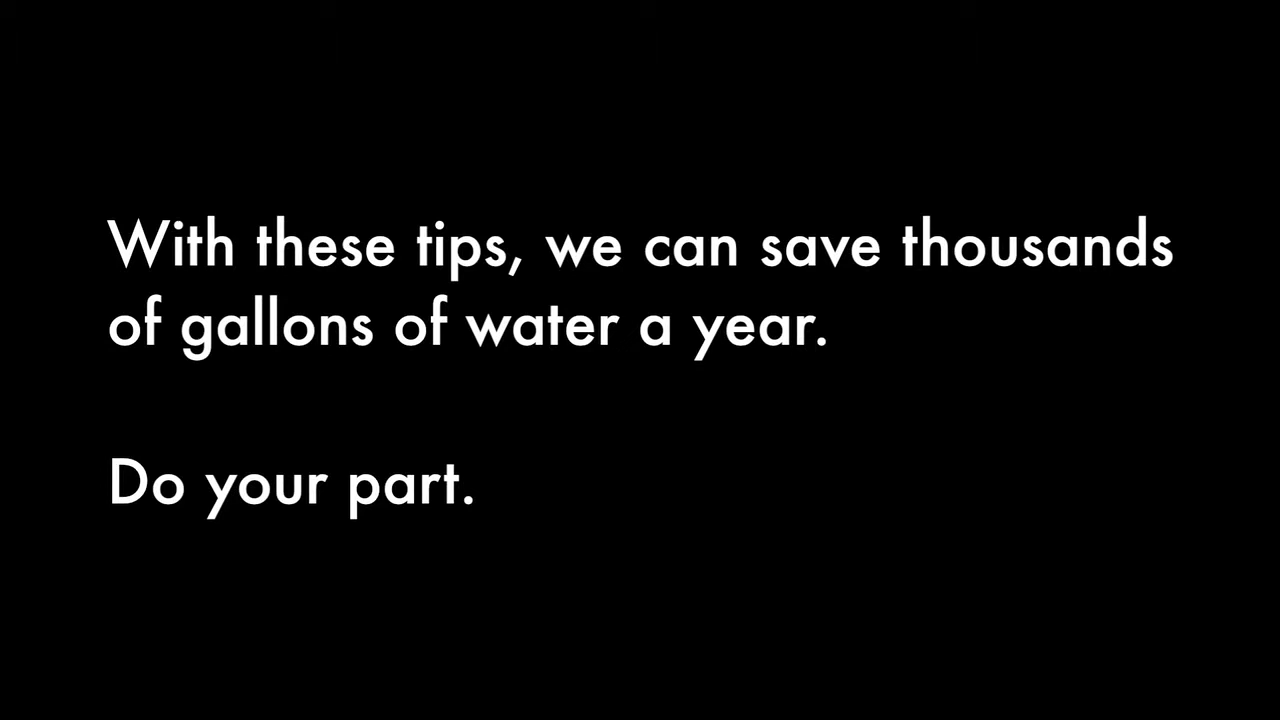 With these tips, we can save thousands
of gallons of water a year.
Do your part.